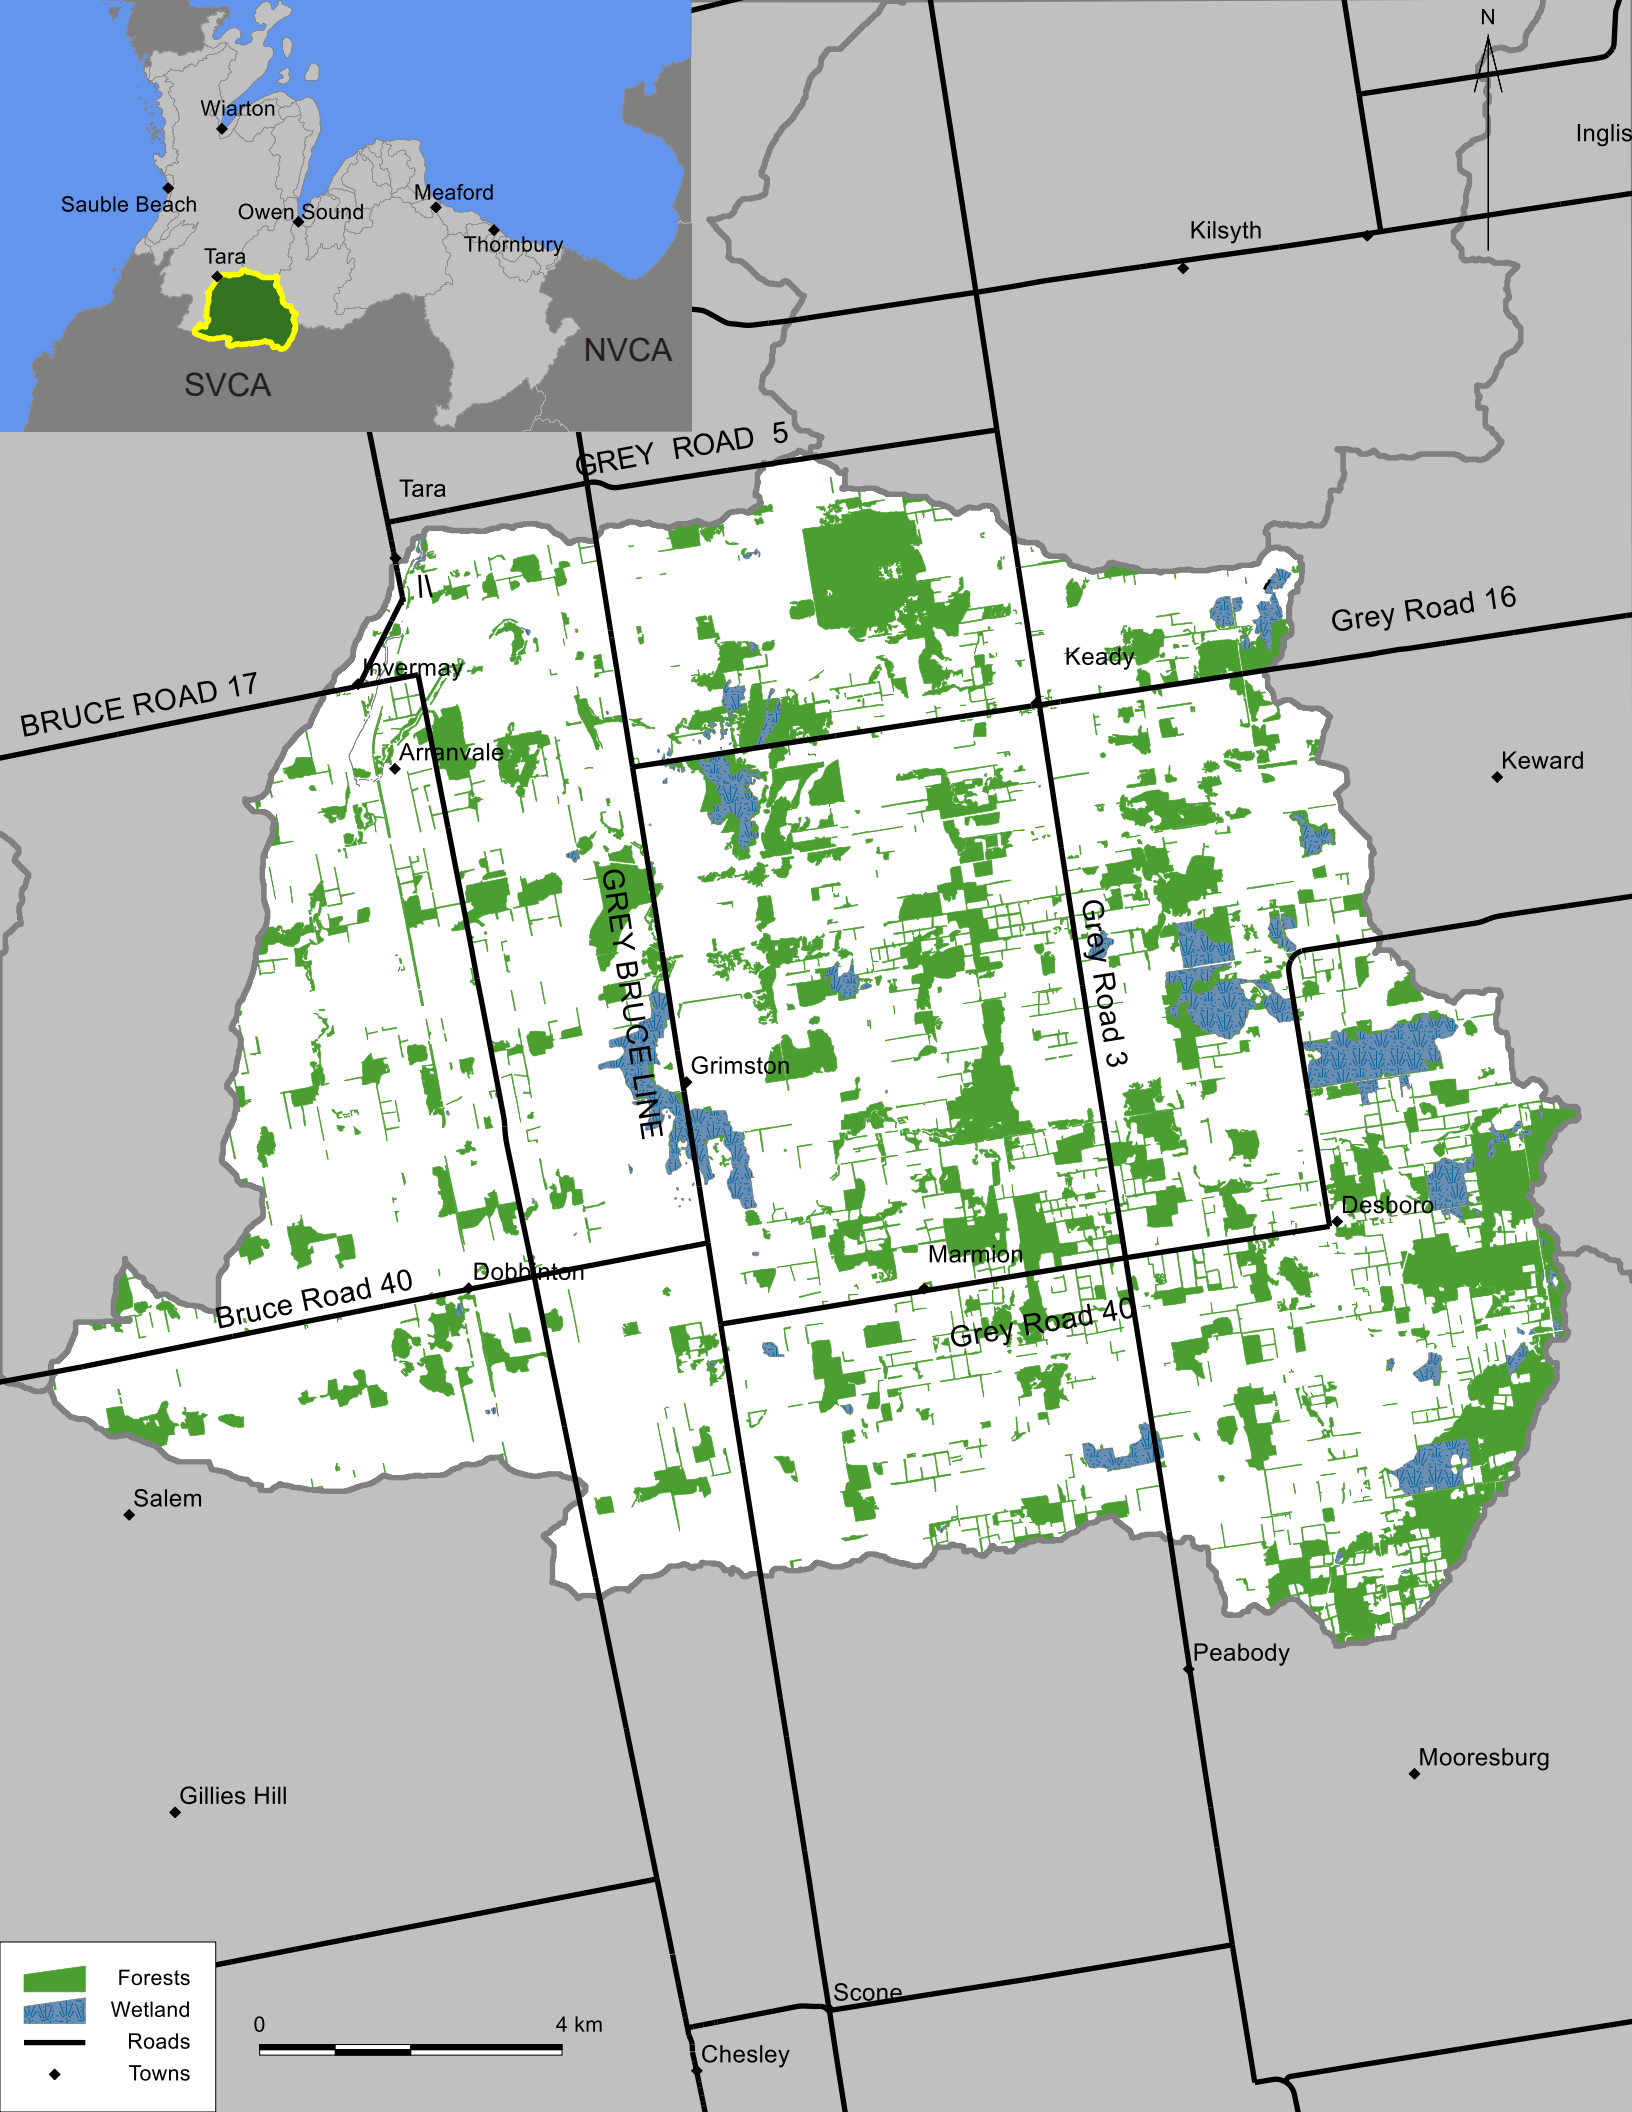 N
Wiarton
Inglis
Sauble Beach
Meaford
Owen Sound
Kilsyth
Thornbury
Tara
NVCA
SVCA
GREY ROAD 5
Tara
Grey Road 16
Keady
Invermay
BRUCE ROAD 17
Arranvale
Keward
GREY BRUCE LINE
Grey Road 3
Grimston
Desboro
Marmion
Dobbinton
Bruce Road 40
Grey Road 40
Salem
Peabody
Mooresburg
Gillies Hill
Forests
Scone
Wetland
0 4 km
Roads
Chesley
Towns